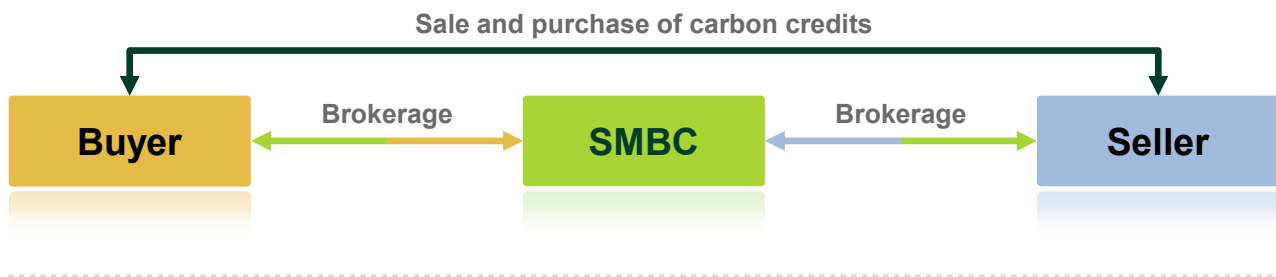 Sale and purchase of carbon credits
Brokerage
Brokerage
Buyer
SMBC
Seller